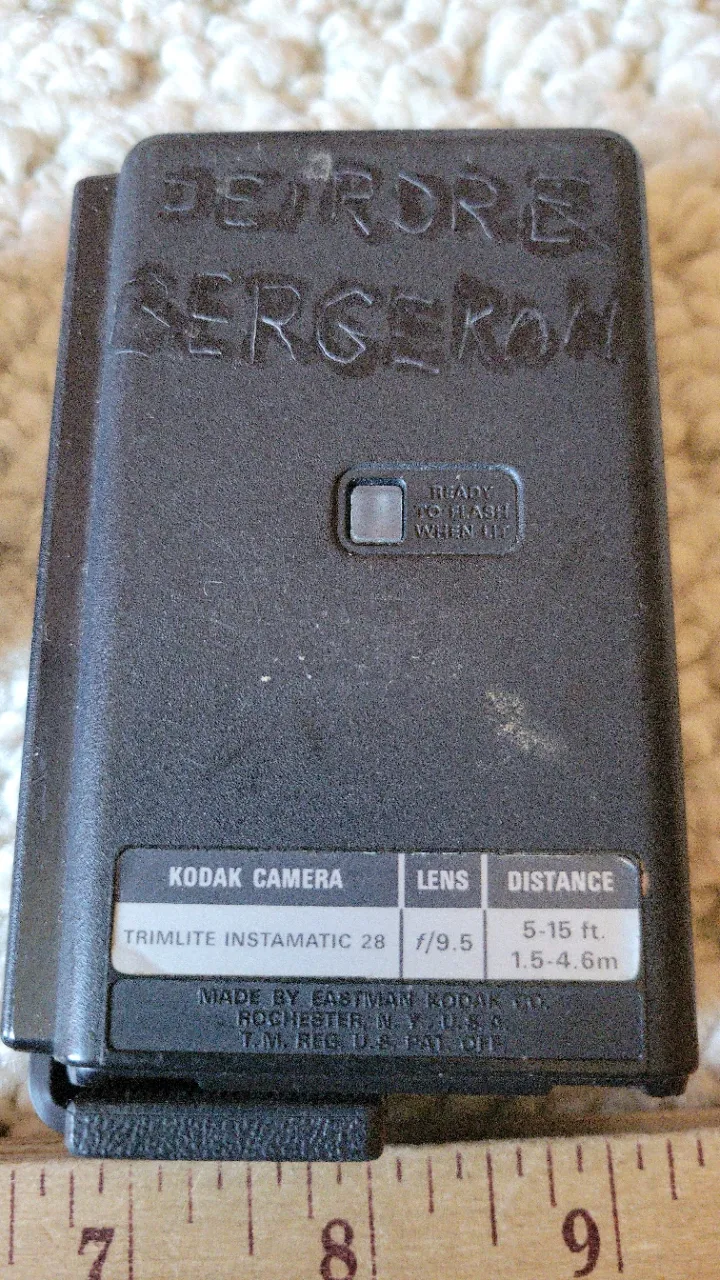 DEIRDRE
BERGERON
READY
TO FLASH
WHEN LIT
KODAK CAMERA LENS DISTANCE
TRIMLITE INSTAMATIC 28 f/9.5 5-15 ft.
1.5-4.6m
MADE BY EASTMAN KODAK CO.
ROCHESTER, N. Y., U.S.A.
T.M. REG. U.S. PAT. OFF.
7 8 9